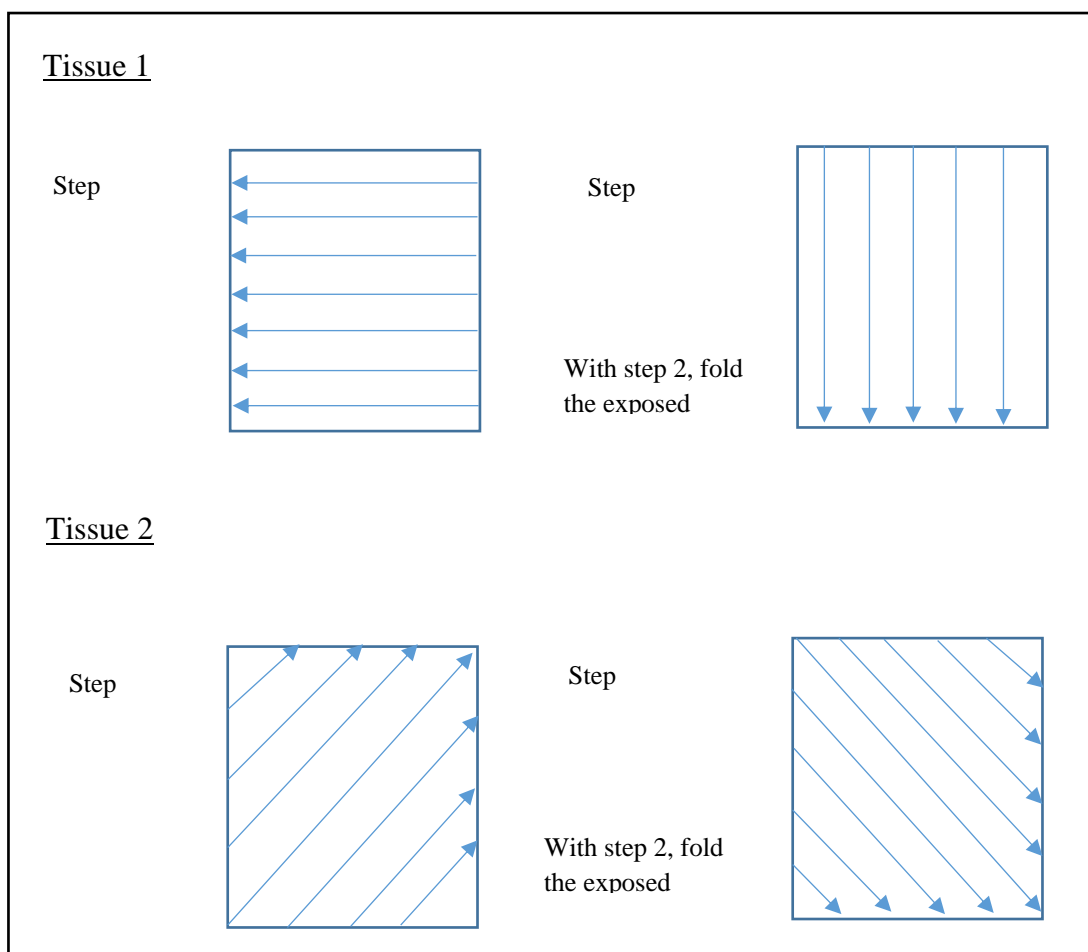 Tissue 1
Step
Step
With step 2, fold
the exposed
Tissue 2
Step
Step
With step 2, fold
the exposed